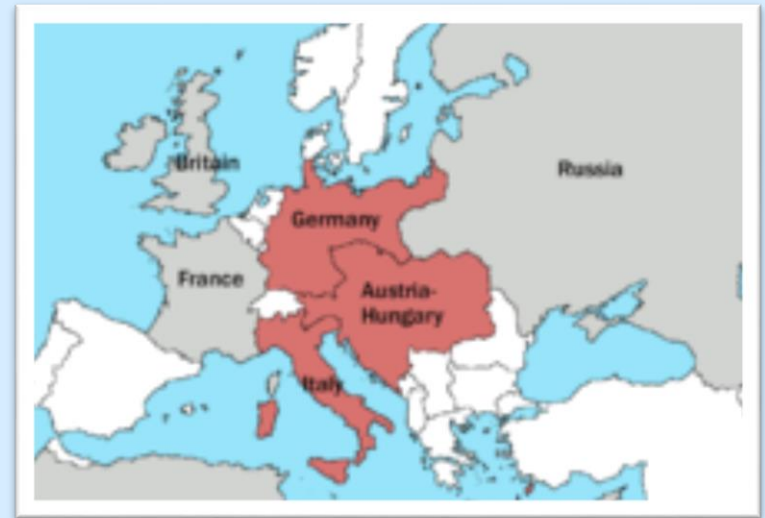 Britain
Russia
Germany
France
Austria-
Hungary
Italy